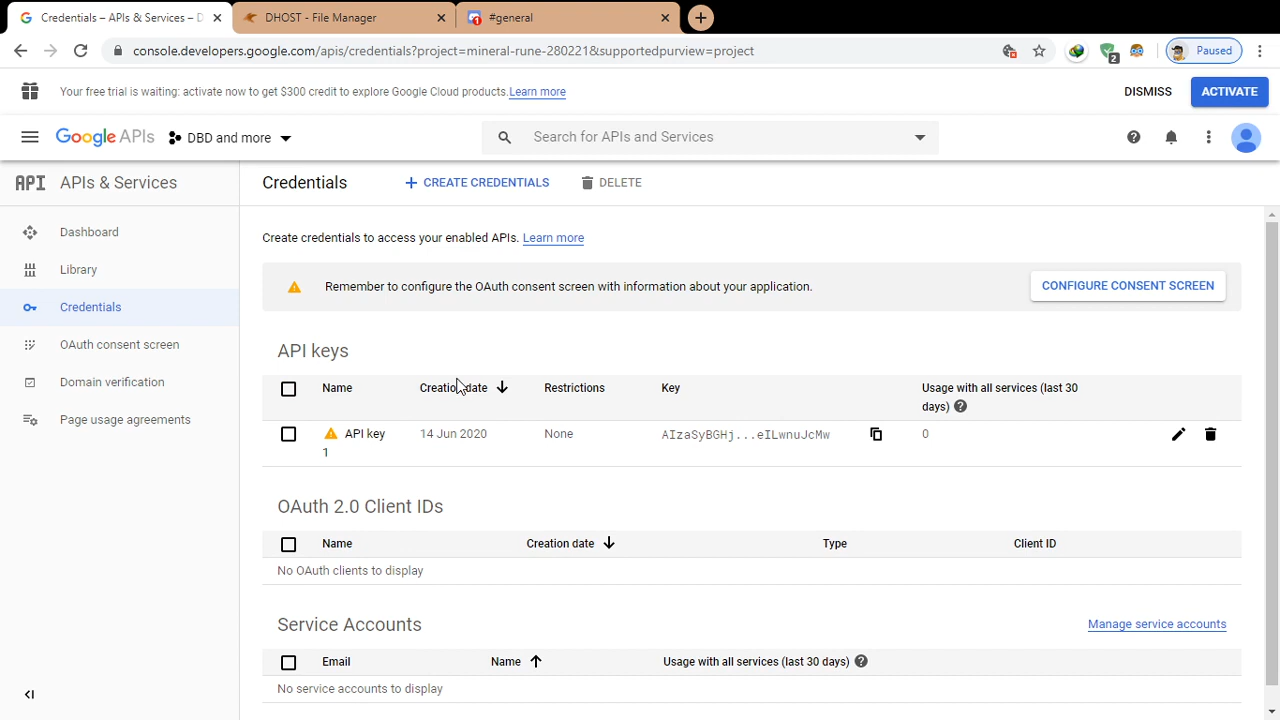 Credentials – APIs & Services – D
DHOST - File Manager
#general
console.developers.google.com/apis/credentials?project=mineral-rune-280221&supportedpurview=project
2
Paused
Your free trial is waiting: activate now to get $300 credit to explore Google Cloud products. Learn more
DISMISS
ACTIVATE
Google APIs
DBD and more
Search for APIs and Services
API APIs & Services
Credentials
CREATE CREDENTIALS
DELETE
Dashboard
Library
Credentials
OAuth consent screen
Domain verification
Page usage agreements
Create credentials to access your enabled APIs. Learn more
Remember to configure the OAuth consent screen with information about your application.
CONFIGURE CONSENT SCREEN
API keys
Name Creation date Restrictions Key Usage with all services (last 30
days)
API key 14 Jun 2020 None AIzaSyBGHj...eILwnuJcMw 0
1
OAuth 2.0 Client IDs
Name Creation date Type Client ID
No OAuth clients to display
Service Accounts
Manage service accounts
Email Name Usage with all services (last 30 days)
No service accounts to display